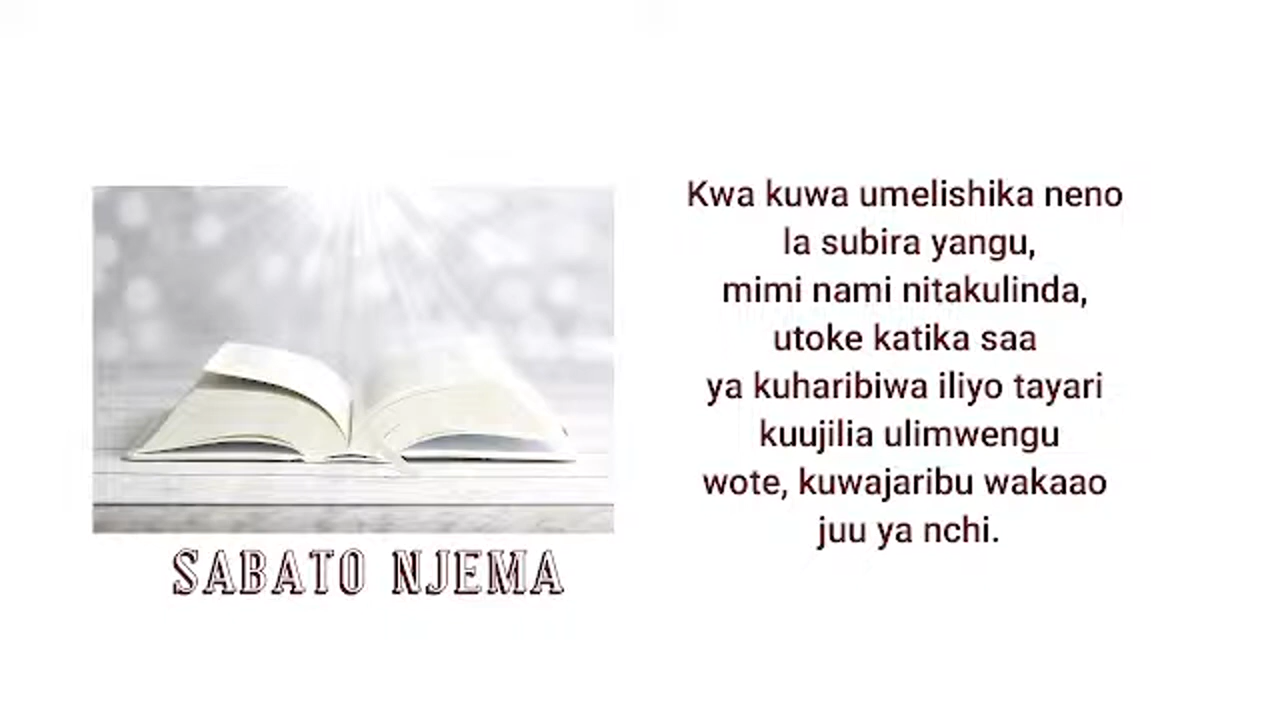 SABATO NJEMA
Kwa kuwa umelishika neno
la subira yangu,
mimi nami nitakulinda,
utoke katika saa
ya kuharibiwa iliyo tayari
kuujilia ulimwengu
wote, kuwajaribu wakaao
juu ya nchi.